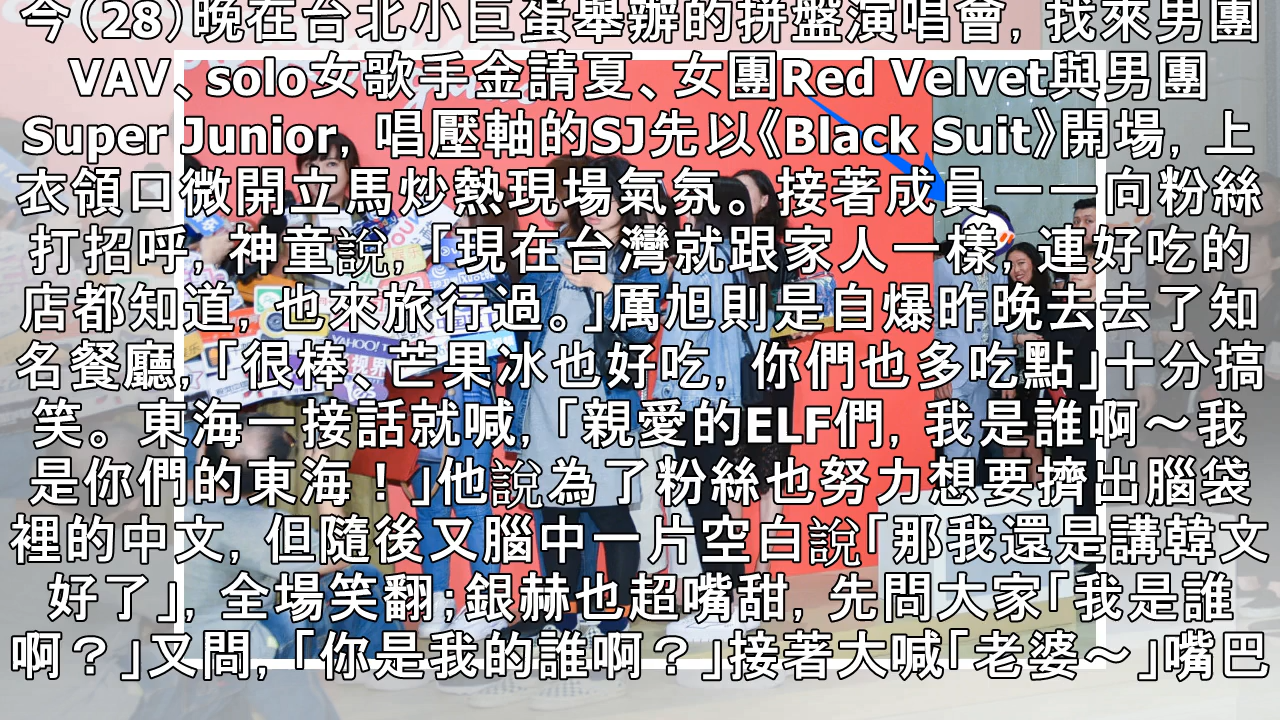 今(28)晚在台北小巨蛋舉辦的拼盤演唱會, 找來男團
VAV、solo女歌手金請夏、女團Red Velvet與男團
Super Junior, 唱壓軸的SJ先以《Black Suit》開場, 上
衣領口微開立馬炒熱現場氣氛。接著成員一一向粉絲
打招呼, 神童說,「現在台灣就跟家人一樣, 連好吃的
店都知道, 也來旅行過。」厲旭則是自爆昨晚去去了知
名餐廳,「很棒、芒果冰也好吃, 你們也多吃點」十分搞
笑。東海一接話就喊,「親愛的ELF們, 我是誰啊～我
是你們的東海！」他說為了粉絲也努力想要擠出腦袋
裡的中文, 但隨後又腦中一片空白說「那我還是講韓文
好了」, 全場笑翻；銀赫也超嘴甜, 先問大家「我是誰
啊？」又問,「你是我的誰啊？」接著大喊「老婆～」嘴巴
YAHOO!